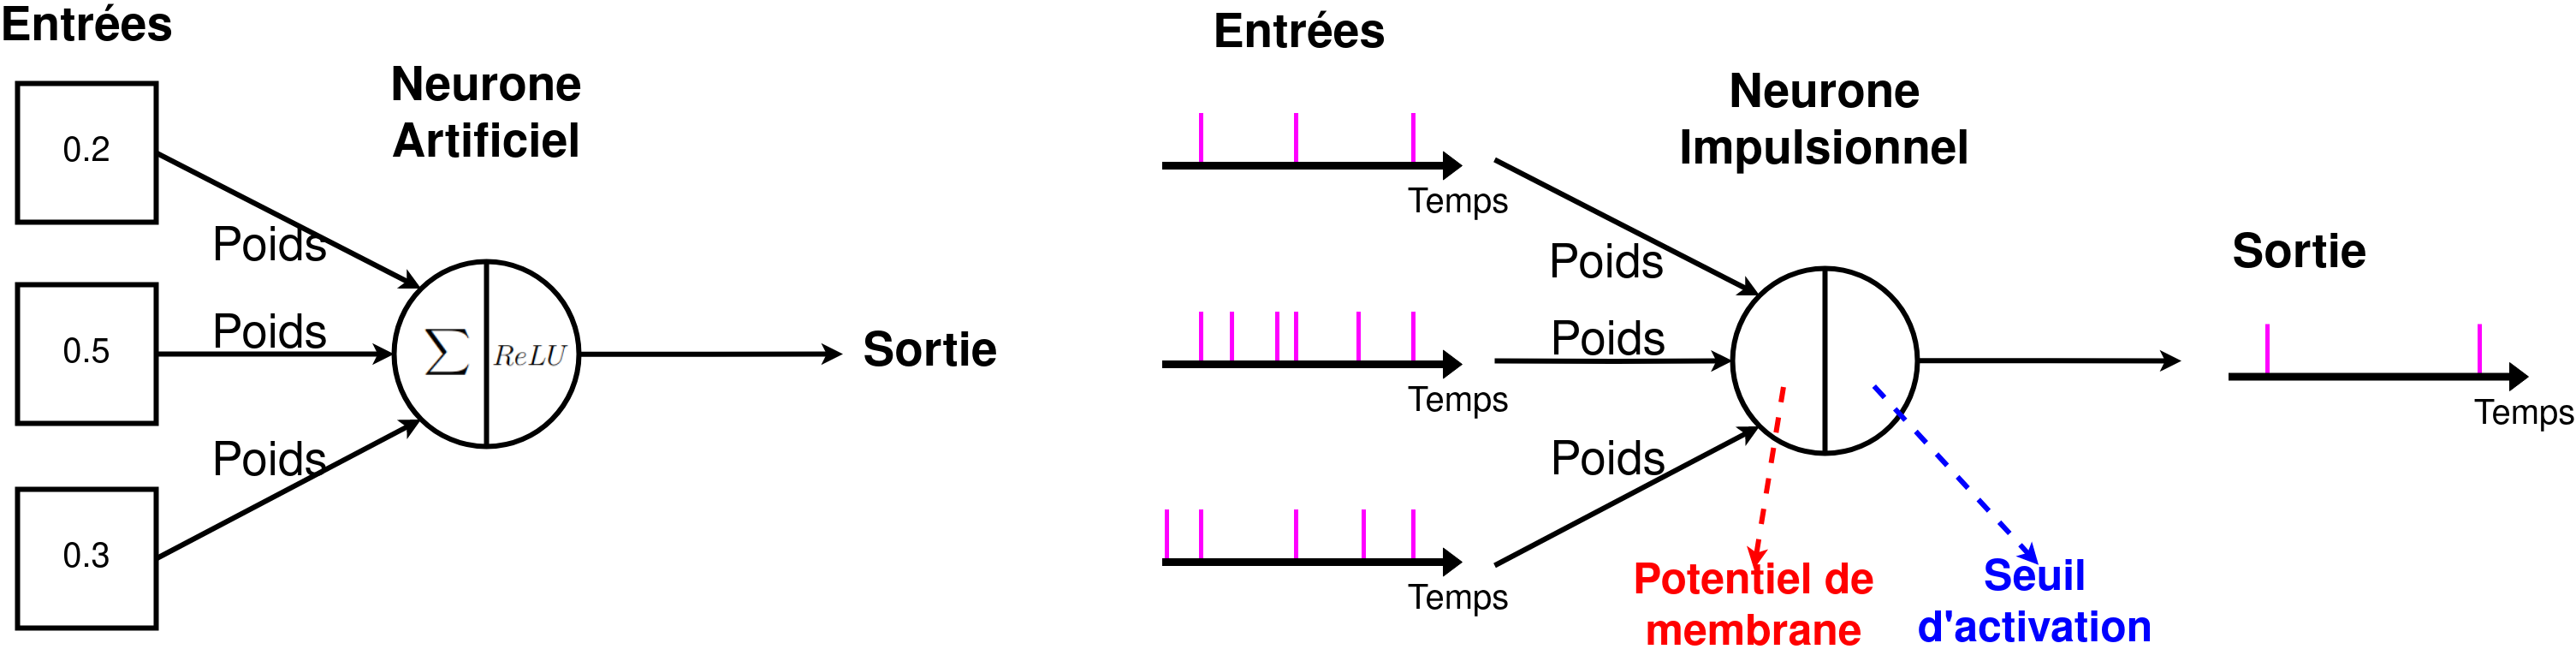 Entrées
Neurone
Artificiel
0.2
0.5
0.3
Poids
Poids
Poids
∑
ReLU
Sortie
Entrées
Neurone
Impulsionnel
Temps
Temps
Temps
Poids
Poids
Poids
Potentiel de
membrane
Seuil
d'activation
Sortie
Temps